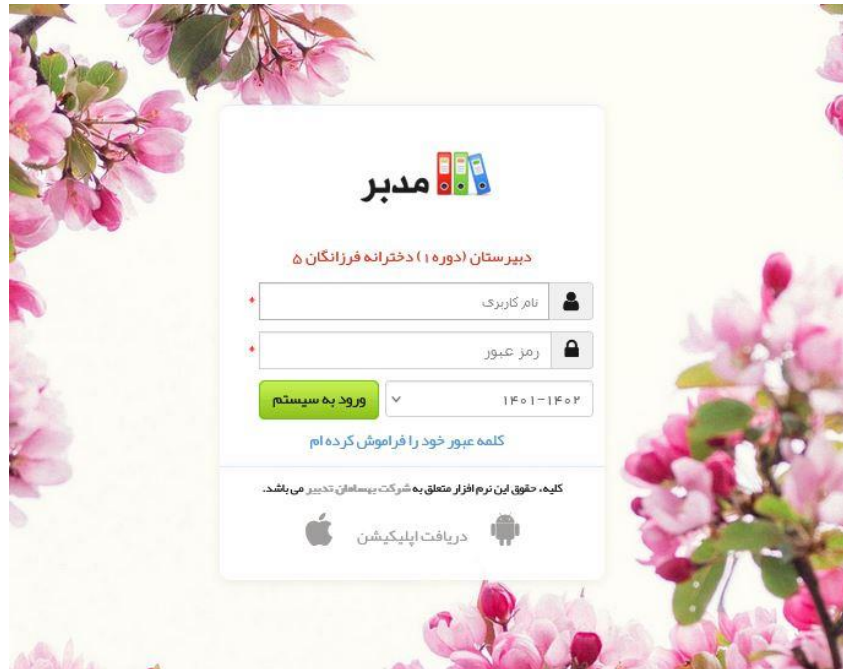 مدبر
دبیرستان (دوره ۱) دخترانه فرزانگان ۵
نام کاربری *
رمز عبور *
۱۴۰۱-۱۴۰۲ ورود به سیستم
کلمه عبور خود را فراموش کرده ام
کلیه، حقوق این نرم افزار متعلق به شرکت بهسامان تدبیر می باشد.
دریافت اپلیکیشن